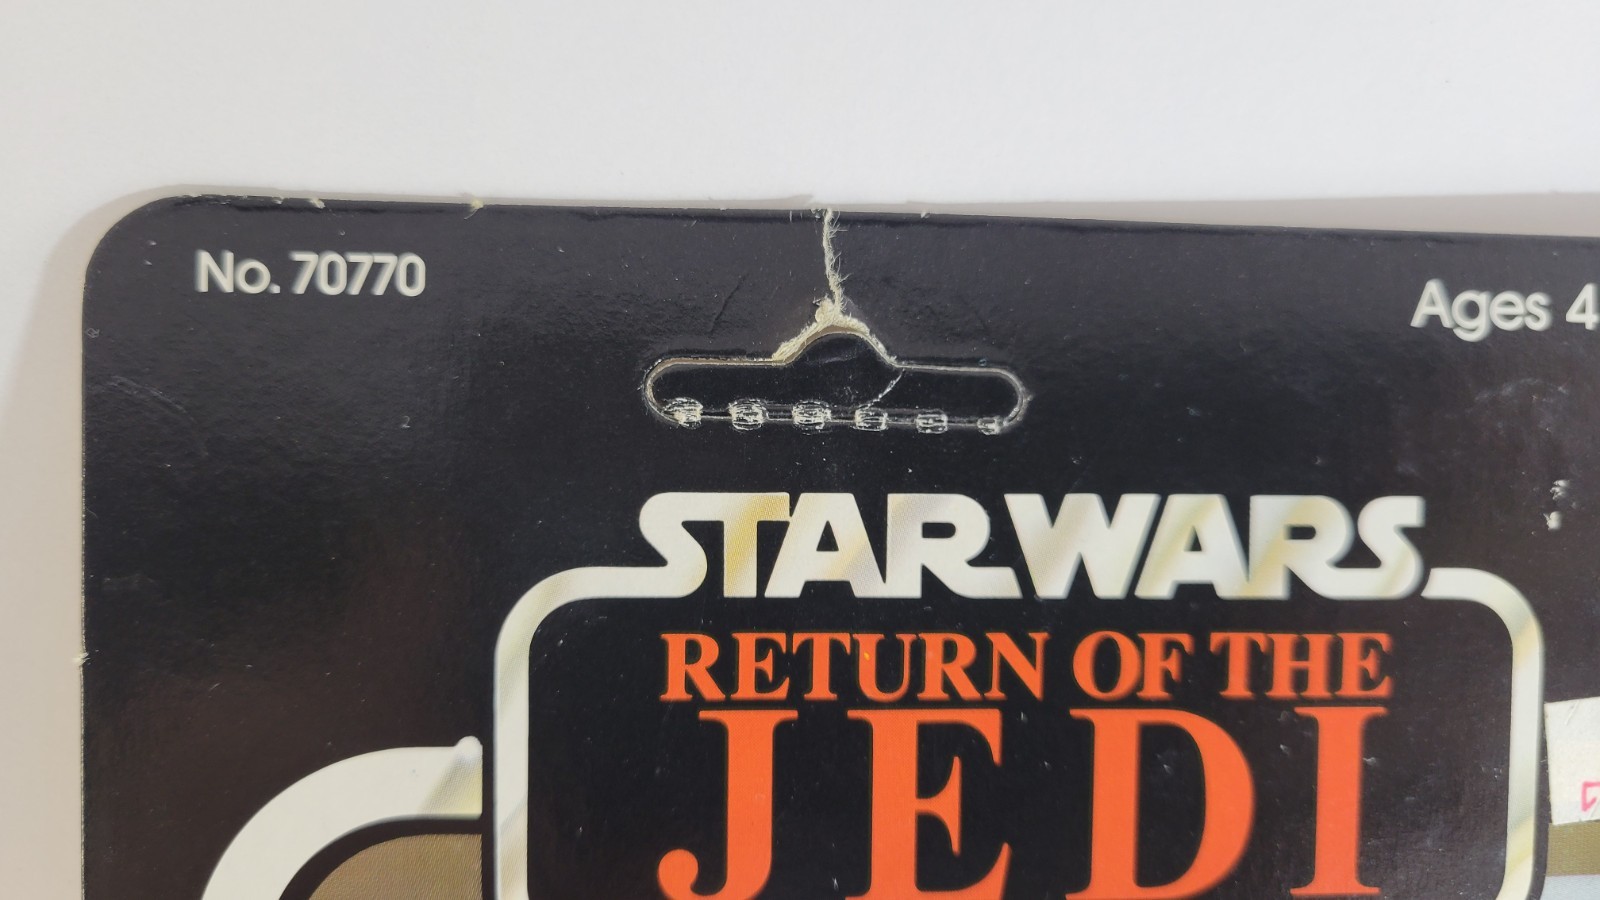 No. 70770
Ages 4
STAR WARS
RETURN OF THE
JEDI